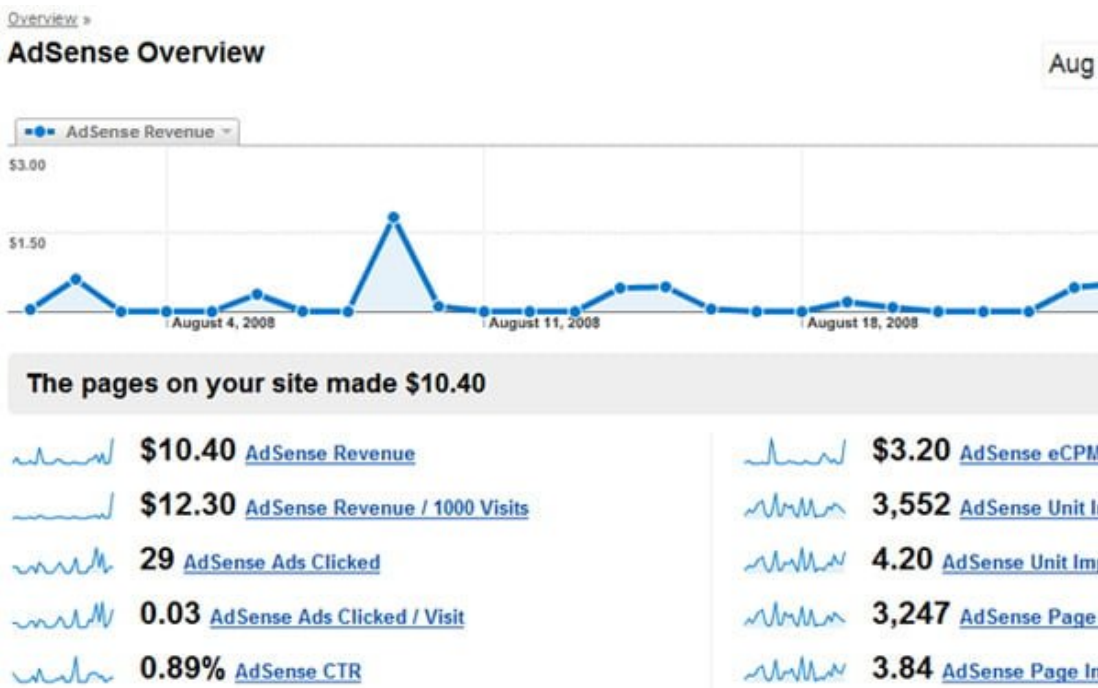 Overview »
AdSense Overview
Aug
AdSense Revenue
$3.00
$1.50
August 4, 2008
August 11, 2008
August 18, 2008
The pages on your site made $10.40
$10.40 AdSense Revenue
$12.30 AdSense Revenue / 1000 Visits
29 AdSense Ads Clicked
0.03 AdSense Ads Clicked / Visit
0.89% AdSense CTR
$3.20 AdSense eCPM
3,552 AdSense Unit
4.20 AdSense Unit
3,247 AdSense Page
3.84 AdSense Page